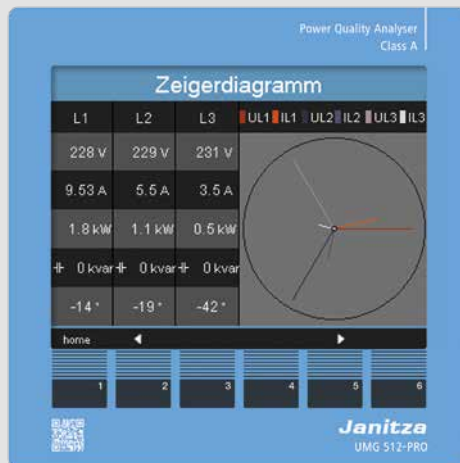 Power Quality Analyser
Class A
Zeigerdiagramm
L1 L2 L3 UL1 IL1 UL2 IL2 UL3 IL3
228 V 229 V 231 V
9.53 A 5.5 A 3.5 A
1.8 kW 1.1 kW 0.5 kW
0 kvar 0 kvar 0 kvar
-14 ° -19 ° -42 °
home
1 2 3 4 5 6
Janitza
UMG 512-PRO